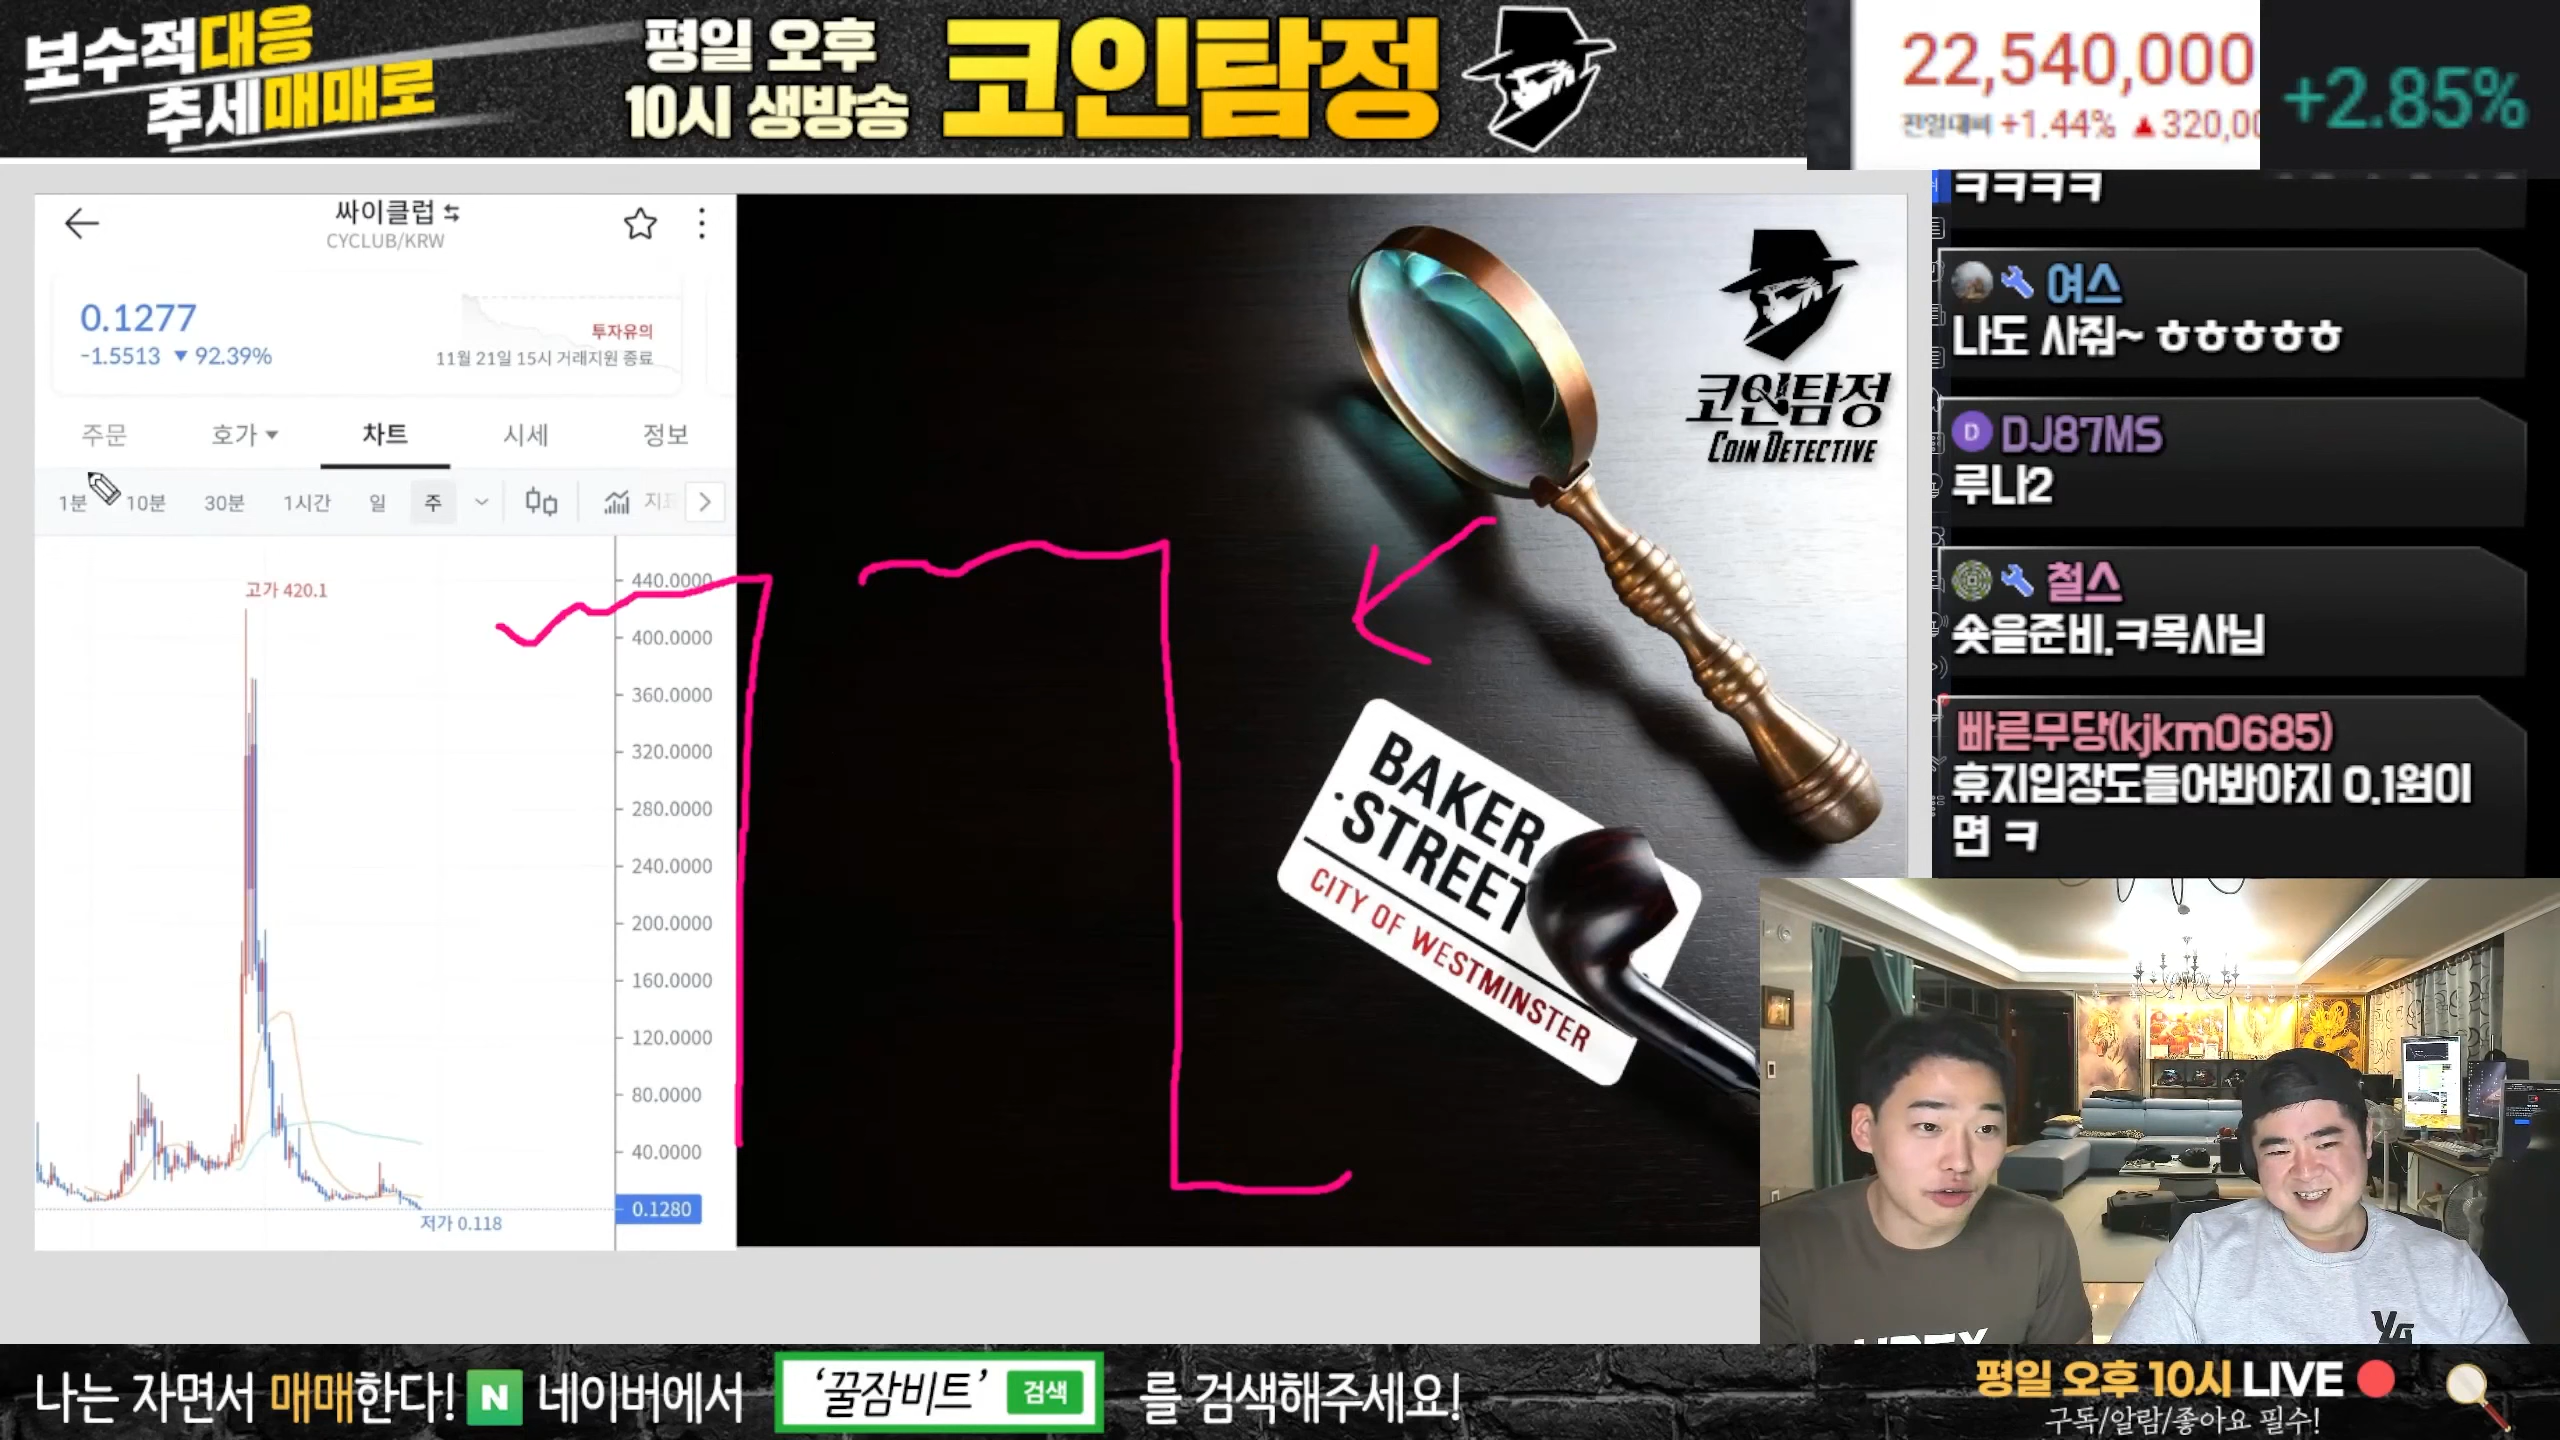 보수적대응
추세매매로
평일 오후
10시 생방송
코인탐정
22,540,000
전일대비 +1.44% ▲320,00
+2.85%
싸이클럽
CYCLUB/KRW
0.1277
-1.5513 ▼ 92.39%
투자유의
11월 21일 15시 거래지원 종료
주문 호가 차트 시세 정보
1분 10분 30분 1시간 일 주
고가 420.1
440.0000
400.0000
360.0000
320.0000
280.0000
240.0000
200.0000
160.0000
120.0000
80.0000
40.0000
0.1280
저가 0.118
코인탐정
COIN DETECTIVE
BAKER
STREET
CITY OF WESTMINSTER
ㅋㅋㅋㅋ
여스
나도 사줘~ ㅎㅎㅎㅎㅎ
D DJ87MS
루나2
철스
숏을준비.ㅋ목사님
빠른무당(kjkm0685)
휴지입장도들어봐야지 0.1원이
면 ㅋ
나는 자면서 매매한다! N 네이버에서 '꿀잠비트' 검색 를 검색해주세요!
평일 오후 10시 LIVE
구독/알람/좋아요 필수!